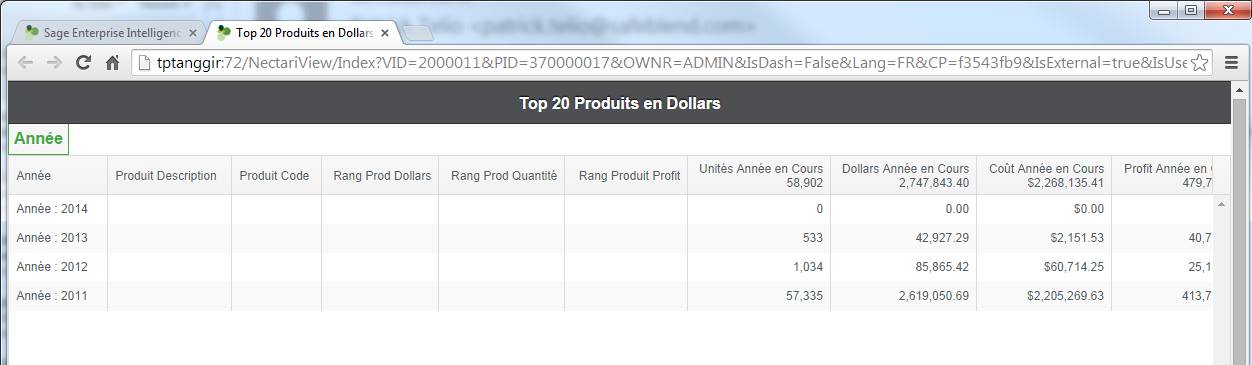 Patrick Telio <patrick.telio@safeblend.com>
Sage Enterprise Intelligenc
Top 20 Produits en Dollars
tptanggir:72/NectariView/Index?VID=2000011&PID=370000017&OWNR=ADMIN&IsDash=False&Lang=FR&CP=f3543fb9&IsExternal=true&IsUse
Top 20 Produits en Dollars
Année
Année Produit Description Produit Code Rang Prod Dollars Rang Prod Quantité Rang Produit Profit Unités Année en Cours Dollars Année en Cours Coût Année en Cours Profit Année en
58,902 2,747,843.40 $2,268,135.41 479,7
Année : 2014 0 0.00 $0.00
Année : 2013 533 42,927.29 $2,151.53 40,7
Année : 2012 1,034 85,865.42 $60,714.25 25,1
Année : 2011 57,335 2,619,050.69 $2,205,269.63 413,7